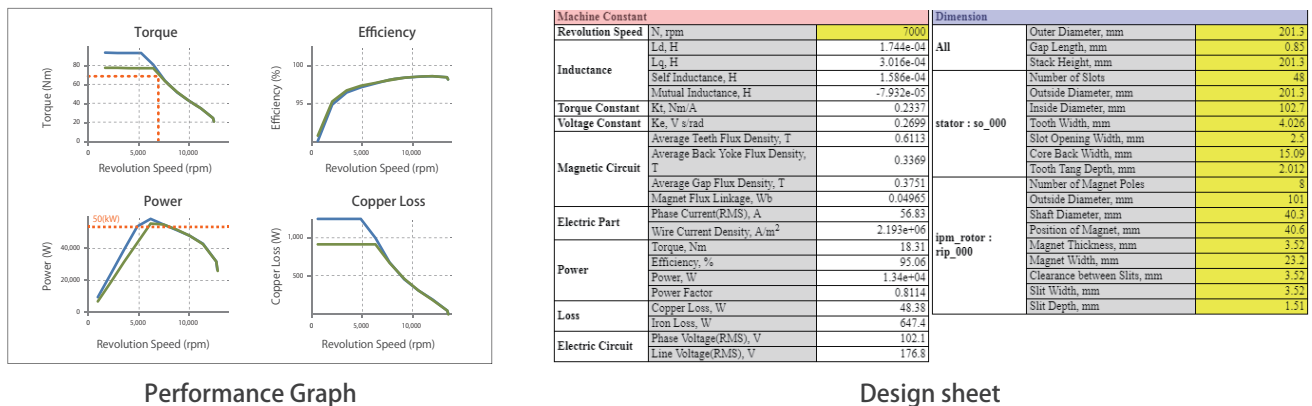 Torque
Torque (Nm)
80
60
40
20
0
0 5,000 10,000
Revolution Speed (rpm)
Efficiency
Efficiency (%)
100
95
0 5,000 10,000
Revolution Speed (rpm)
Power
50(kW)
Power (W)
40,000
20,000
0
0 5,000 10,000
Revolution Speed (rpm)
Copper Loss
Copper Loss (W)
1,000
500
0 5,000 10,000
Revolution Speed (rpm)
Performance Graph
Machine Constant
Revolution Speed N, rpm 7000
Inductance
Ld, H 1.744e-04
Lq, H 3.016e-04
Self Inductance, H 1.586e-04
Mutual Inductance, H -7.932e-05
Torque Constant Kt, Nm/A 0.2337
Voltage Constant Ke, V s/rad 0.2699
Magnetic Circuit
Average Teeth Flux Density, T 0.6113
Average Back Yoke Flux Density,
T 0.3369
Average Gap Flux Density, T 0.3751
Magnet Flux Linkage, Wb 0.04965
Electric Part
Phase Current(RMS), A 56.83
Wire Current Density, A/m2 2.193e+06
Power
Torque, Nm 18.31
Efficiency, % 95.06
Power, W 1.34e+04
Power Factor 0.8114
Loss
Copper Loss, W 48.38
Iron Loss, W 647.4
Electric Circuit
Phase Voltage(RMS), V 102.1
Line Voltage(RMS), V 176.8
Dimension
All
Outer Diameter, mm 201.3
Gap Length, mm 0.85
Stack Height, mm 201.3
stator : so_000
Number of Slots 48
Outside Diameter, mm 201.3
Inside Diameter, mm 102.7
Tooth Width, mm 4.026
Slot Opening Width, mm 2.5
Core Back Width, mm 15.09
Tooth Tang Depth, mm 2.012
ipm_rotor :
rip_000
Number of Magnet Poles 8
Outside Diameter, mm 101
Shaft Diameter, mm 40.3
Position of Magnet, mm 40.6
Magnet Thickness, mm 3.52
Magnet Width, mm 23.2
Clearance between Slits, mm 3.52
Slit Width, mm 3.52
Slit Depth, mm 1.51
Design sheet